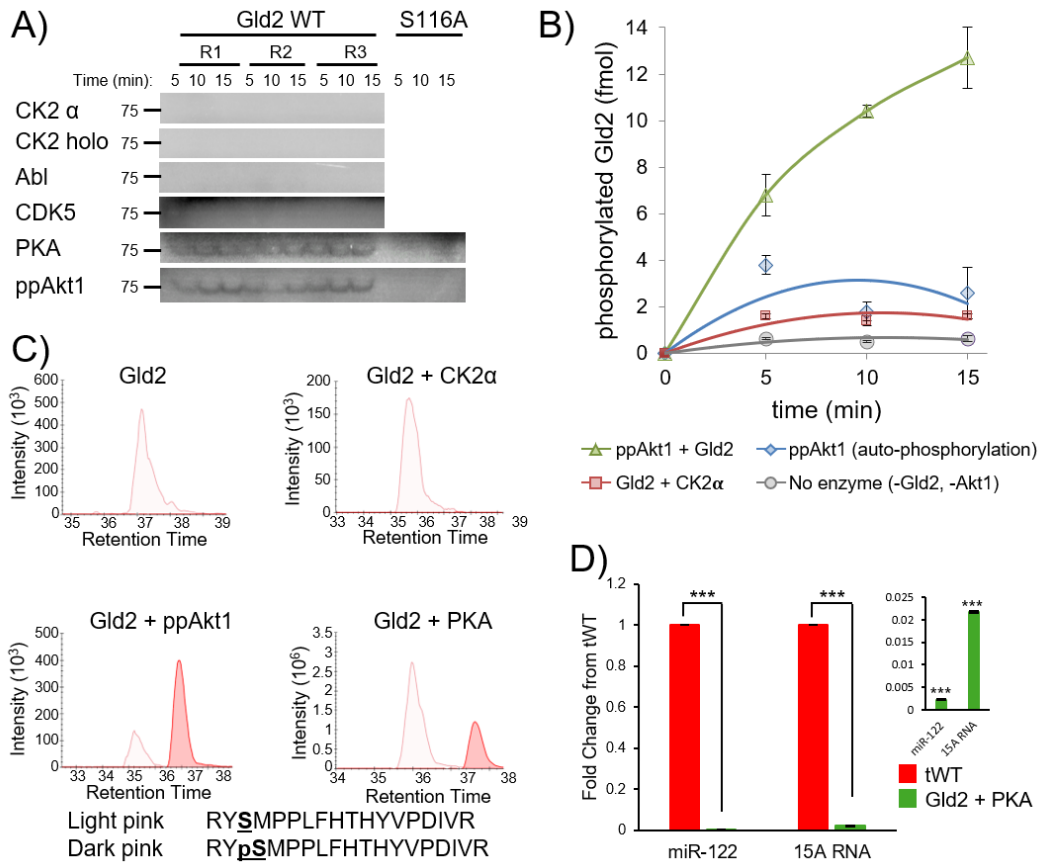 A)
Gld2 WT
S116A
R1 R2 R3
Time (min): 5 10 15 5 10 15 5 10 15 5 10 15
CK2 α 75
CK2 holo 75
Abl 75
CDK5 75
PKA 75
ppAkt1 75
B)
phosphorylated Gld2 (fmol)
14
12
10
8
6
4
2
0
0 5 10 15
time (min)
ppAkt1 + Gld2
ppAkt1 (auto-phosphorylation)
Gld2 + CK2α
No enzyme (-Gld2, -Akt1)
C)
Gld2
Intensity (10³)
600
500
400
300
200
100
0
35 36 37 38 39
Retention Time
Gld2 + CK2α
Intensity (10³)
200
150
100
50
0
33 34 35 36 37 38 39
Retention Time
Gld2 + ppAkt1
Intensity (10³)
500
400
300
200
100
0
33 34 35 36 37 38
Retention Time
Gld2 + PKA
Intensity (10⁶)
3.5
3
2.5
2
1.5
1
0.5
0
34 35 36 37 38
Retention Time
Light pink RYSMPPLFHTHYVPDIVR
Dark pink RYpSMPPLFHTHYVPDIVR
D)
Fold Change from tWT
1.2
1
0.8
0.6
0.4
0.2
0
***
***
miR-122 15A RNA
0.025
0.02
0.015
0.01
0.005
0
***
***
miR-122 15A RNA
tWT
Gld2 + PKA